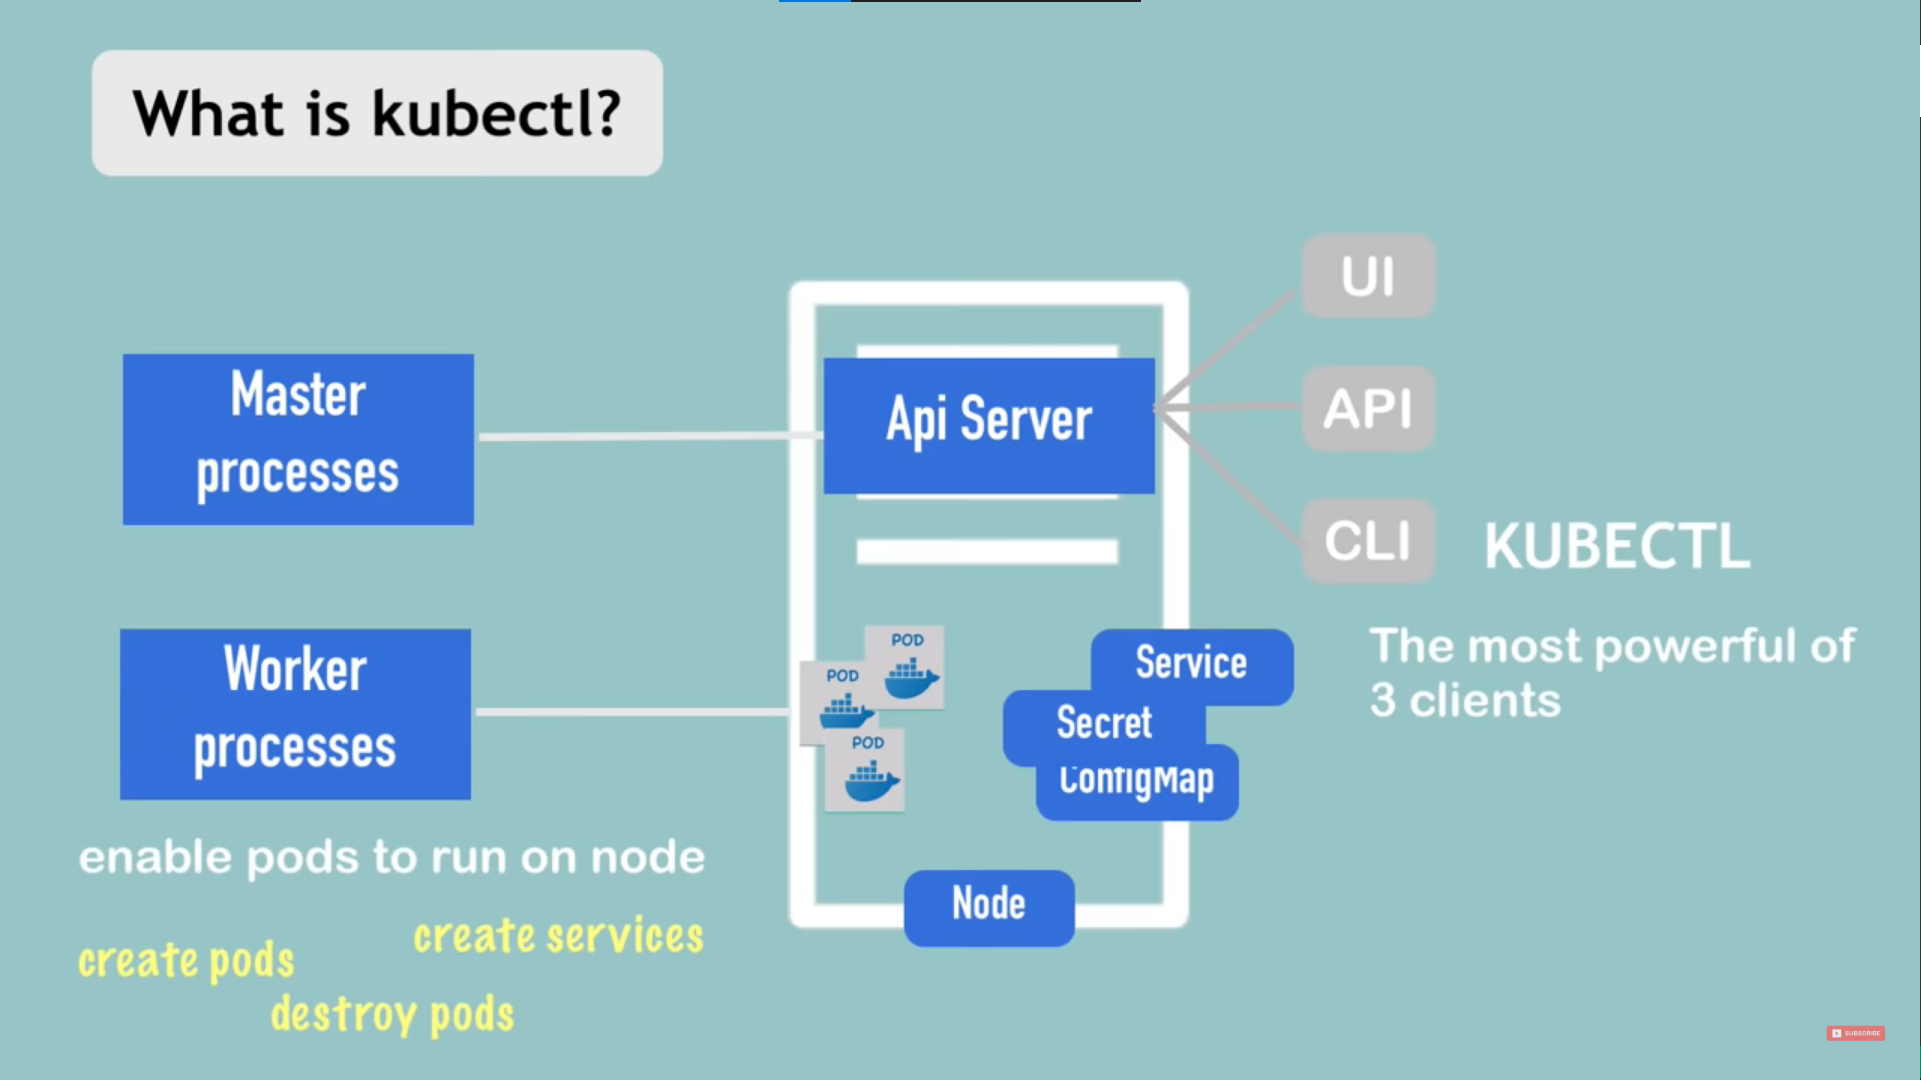 What is kubectl?
UI
API
CLI
KUBECTL
The most powerful of
3 clients
Master
processes
Api Server
Worker
processes
POD
POD
POD
Service
Secret
ConfigMap
Node
enable pods to run on node
create services
create pods
destroy pods
SUBSCRIBE